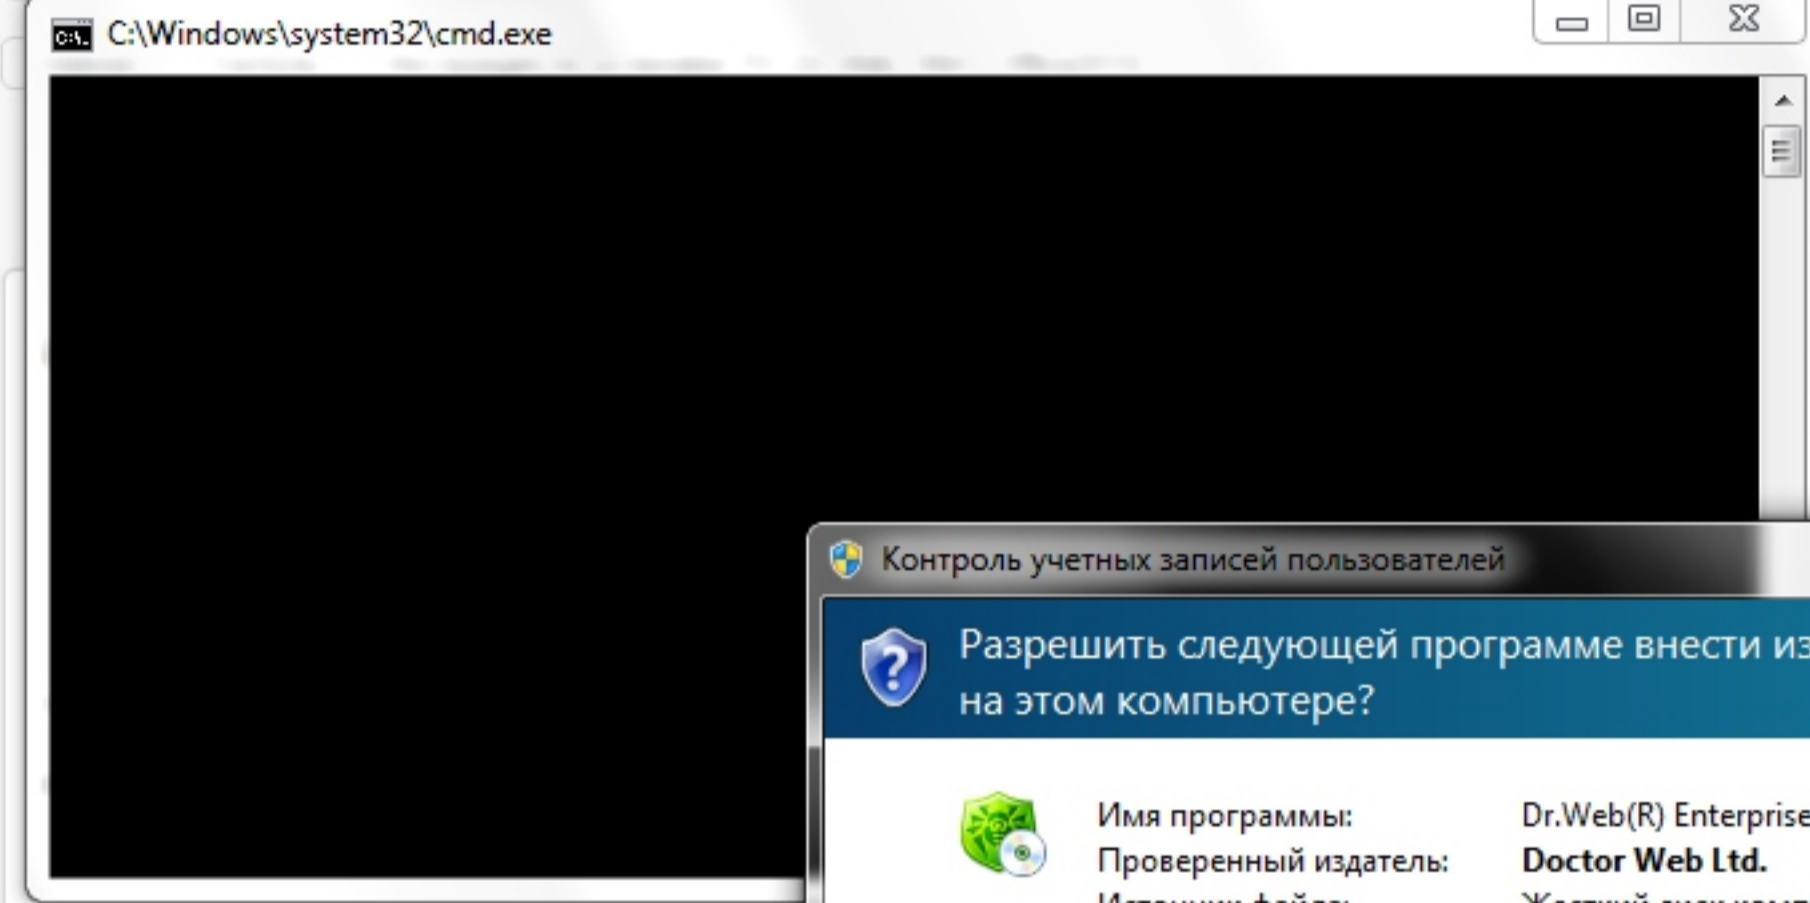 C:\Windows\system32\cmd.exe
Контроль учетных записей пользователей
Разрешить следующей программе внести из
на этом компьютере?
Имя программы: Dr.Web(R) Enterprise
Проверенный издатель: Doctor Web Ltd.